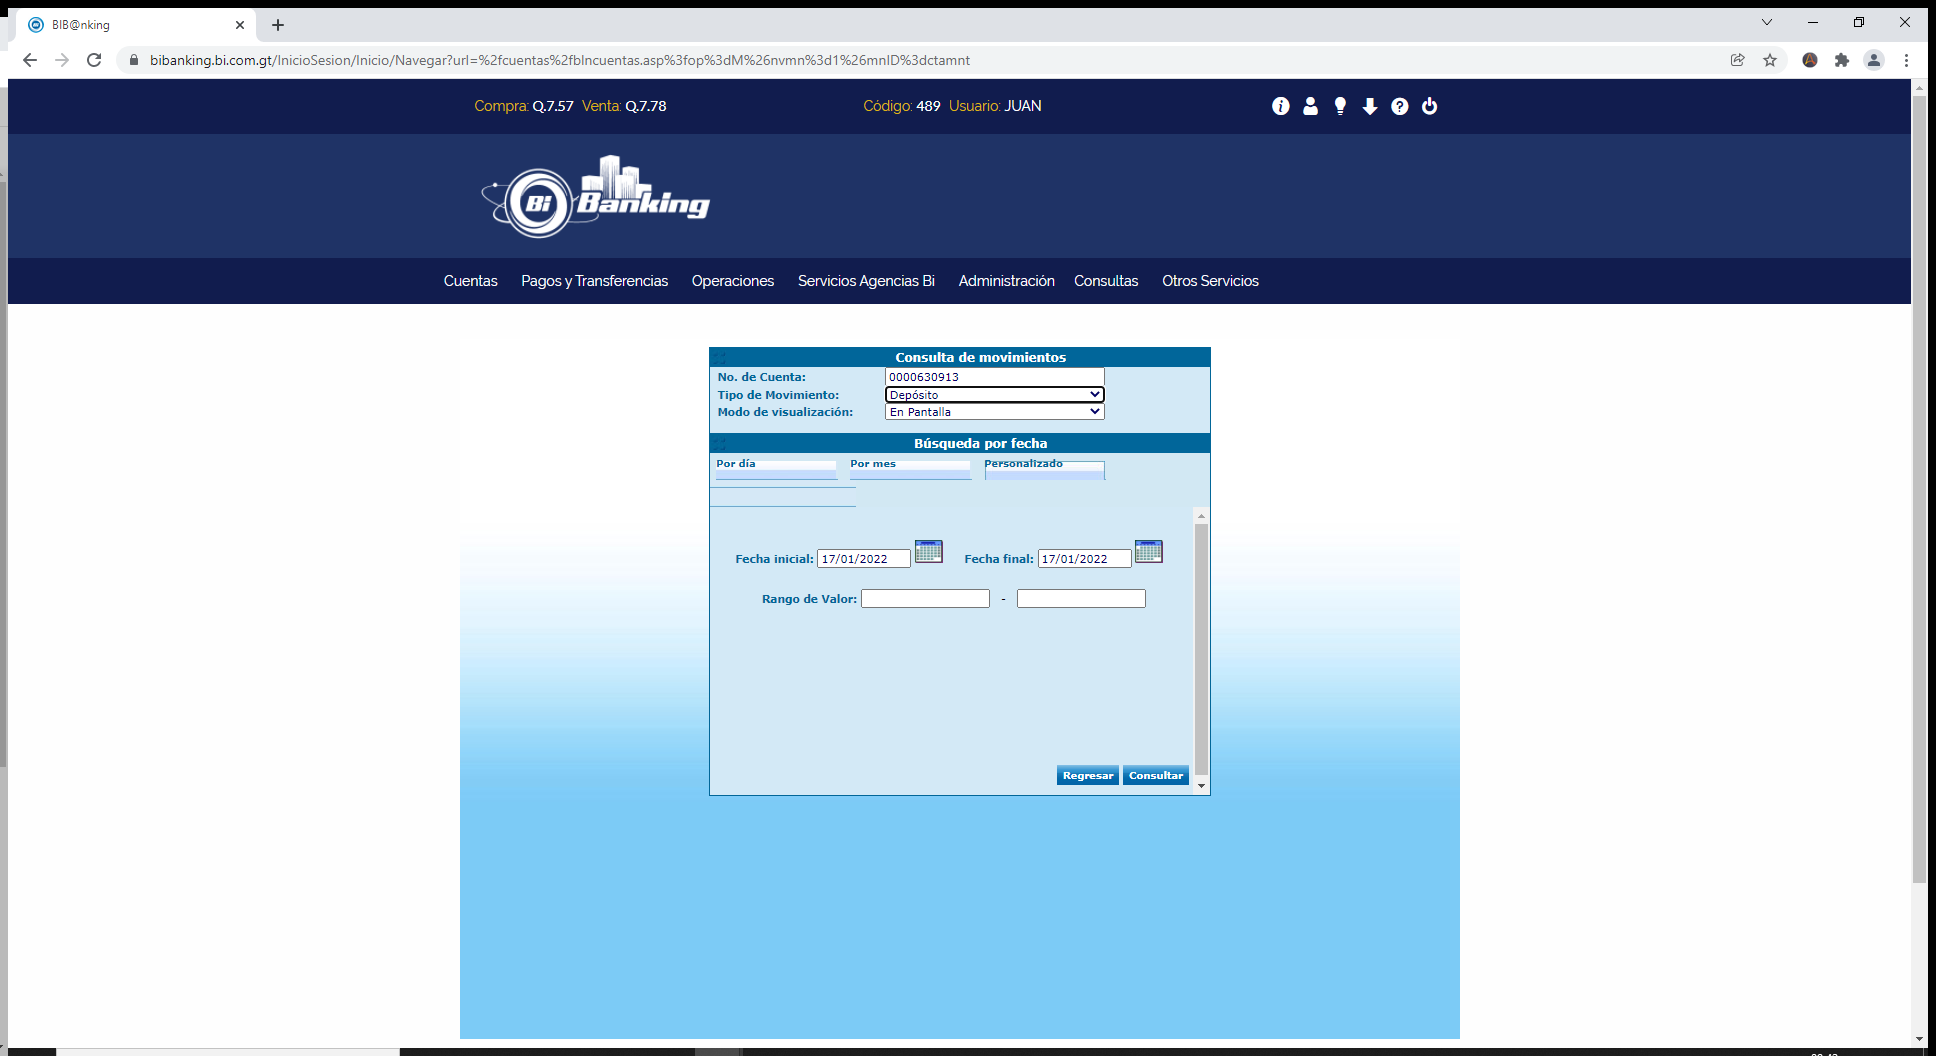 BIB@nking
bibanking.bi.com.gt/InicioSesion/Inicio/Navegar?url=%2fcuentas%2fblncuentas.asp%3fop%3dM%26nvmn%3d1%26mnID%3dctamnt
Compra: Q.7.57 Venta: Q.7.78 Código: 489 Usuario: JUAN
Bi Banking
Cuentas Pagos y Transferencias Operaciones Servicios Agencias Bi Administración Consultas Otros Servicios
Consulta de movimientos
No. de Cuenta: 0000630913
Tipo de Movimiento: Depósito
Modo de visualización: En Pantalla
Búsqueda por fecha
Por día Por mes Personalizado
Fecha inicial: 17/01/2022 Fecha final: 17/01/2022
Rango de Valor: -
Regresar Consultar